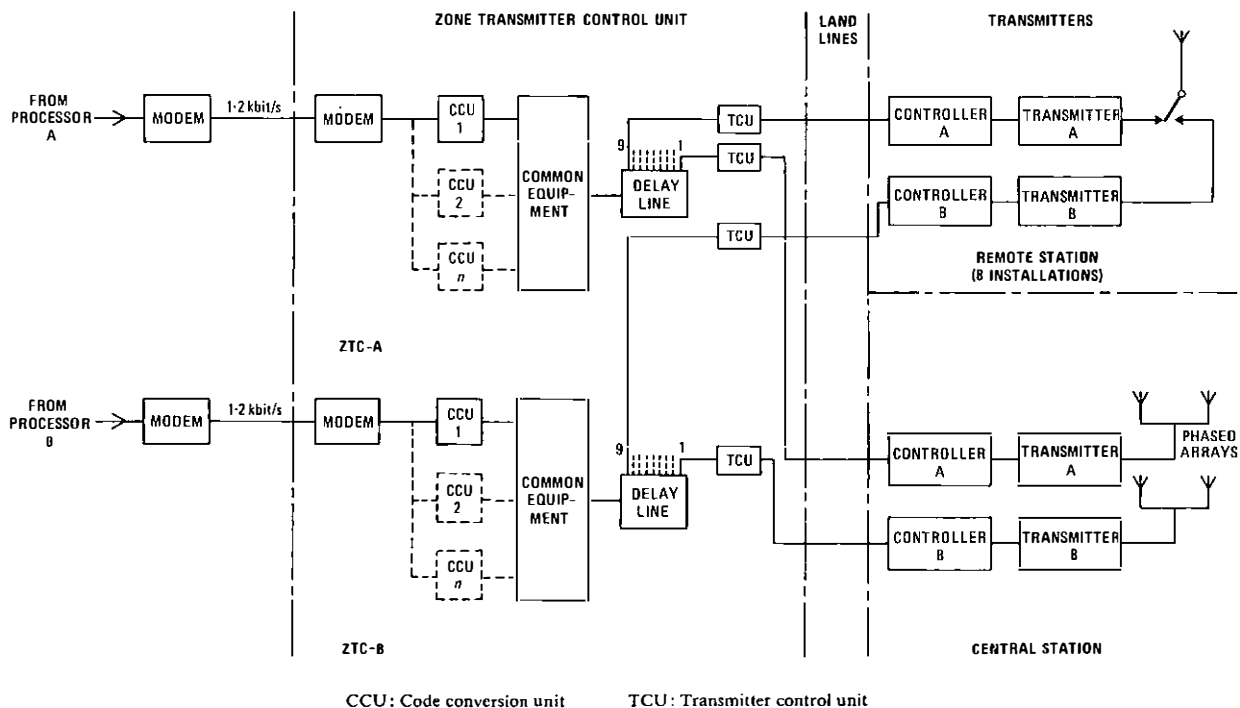 ZONE TRANSMITTER CONTROL UNIT
LAND
LINES
TRANSMITTERS
FROM
PROCESSOR
A
MODEM
1·2 kbit/s
MODEM
CCU
1
CCU
2
CCU
n
COMMON
EQUIP-
MENT
9
1
DELAY
LINE
TCU
TCU
TCU
CONTROLLER
A
TRANSMITTER
A
CONTROLLER
B
TRANSMITTER
B
REMOTE STATION
(8 INSTALLATIONS)
ZTC-A
FROM
PROCESSOR
B
MODEM
1·2 kbit/s
MODEM
CCU
1
CCU
2
CCU
n
COMMON
EQUIP-
MENT
9
1
DELAY
LINE
TCU
CONTROLLER
A
TRANSMITTER
A
PHASED
ARRAYS
CONTROLLER
B
TRANSMITTER
B
ZTC-B
CENTRAL STATION
CCU: Code conversion unit TCU: Transmitter control unit